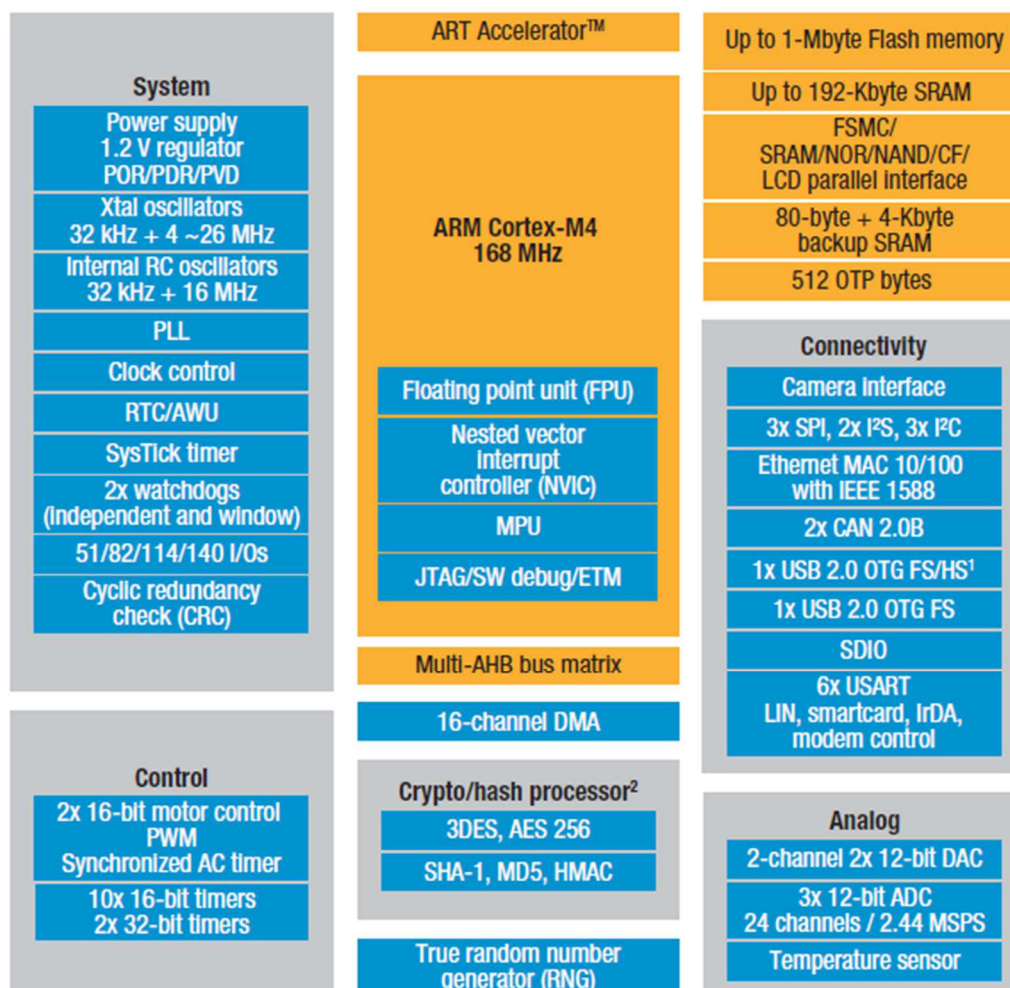 System
Power supply
1.2 V regulator
POR/PDR/PVD
Xtal oscillators
32 kHz + 4 ~26 MHz
Internal RC oscillators
32 kHz + 16 MHz
PLL
Clock control
RTC/AWU
SysTick timer
2x watchdogs
(independent and window)
51/82/114/140 I/Os
Cyclic redundancy
check (CRC)
Control
2x 16-bit motor control
PWM
Synchronized AC timer
10x 16-bit timers
2x 32-bit timers
ART Accelerator™
ARM Cortex-M4
168 MHz
Floating point unit (FPU)
Nested vector
interrupt
controller (NVIC)
MPU
JTAG/SW debug/ETM
Multi-AHB bus matrix
16-channel DMA
Crypto/hash processor²
3DES, AES 256
SHA-1, MD5, HMAC
True random number
generator (RNG)
Up to 1-Mbyte Flash memory
Up to 192-Kbyte SRAM
FSMC/
SRAM/NOR/NAND/CF/
LCD parallel interface
80-byte + 4-Kbyte
backup SRAM
512 OTP bytes
Connectivity
Camera interface
3x SPI, 2x I²S, 3x I²C
Ethernet MAC 10/100
with IEEE 1588
2x CAN 2.0B
1x USB 2.0 OTG FS/HS¹
1x USB 2.0 OTG FS
SDIO
6x USART
LIN, smartcard, IrDA,
modem control
Analog
2-channel 2x 12-bit DAC
3x 12-bit ADC
24 channels / 2.44 MSPS
Temperature sensor